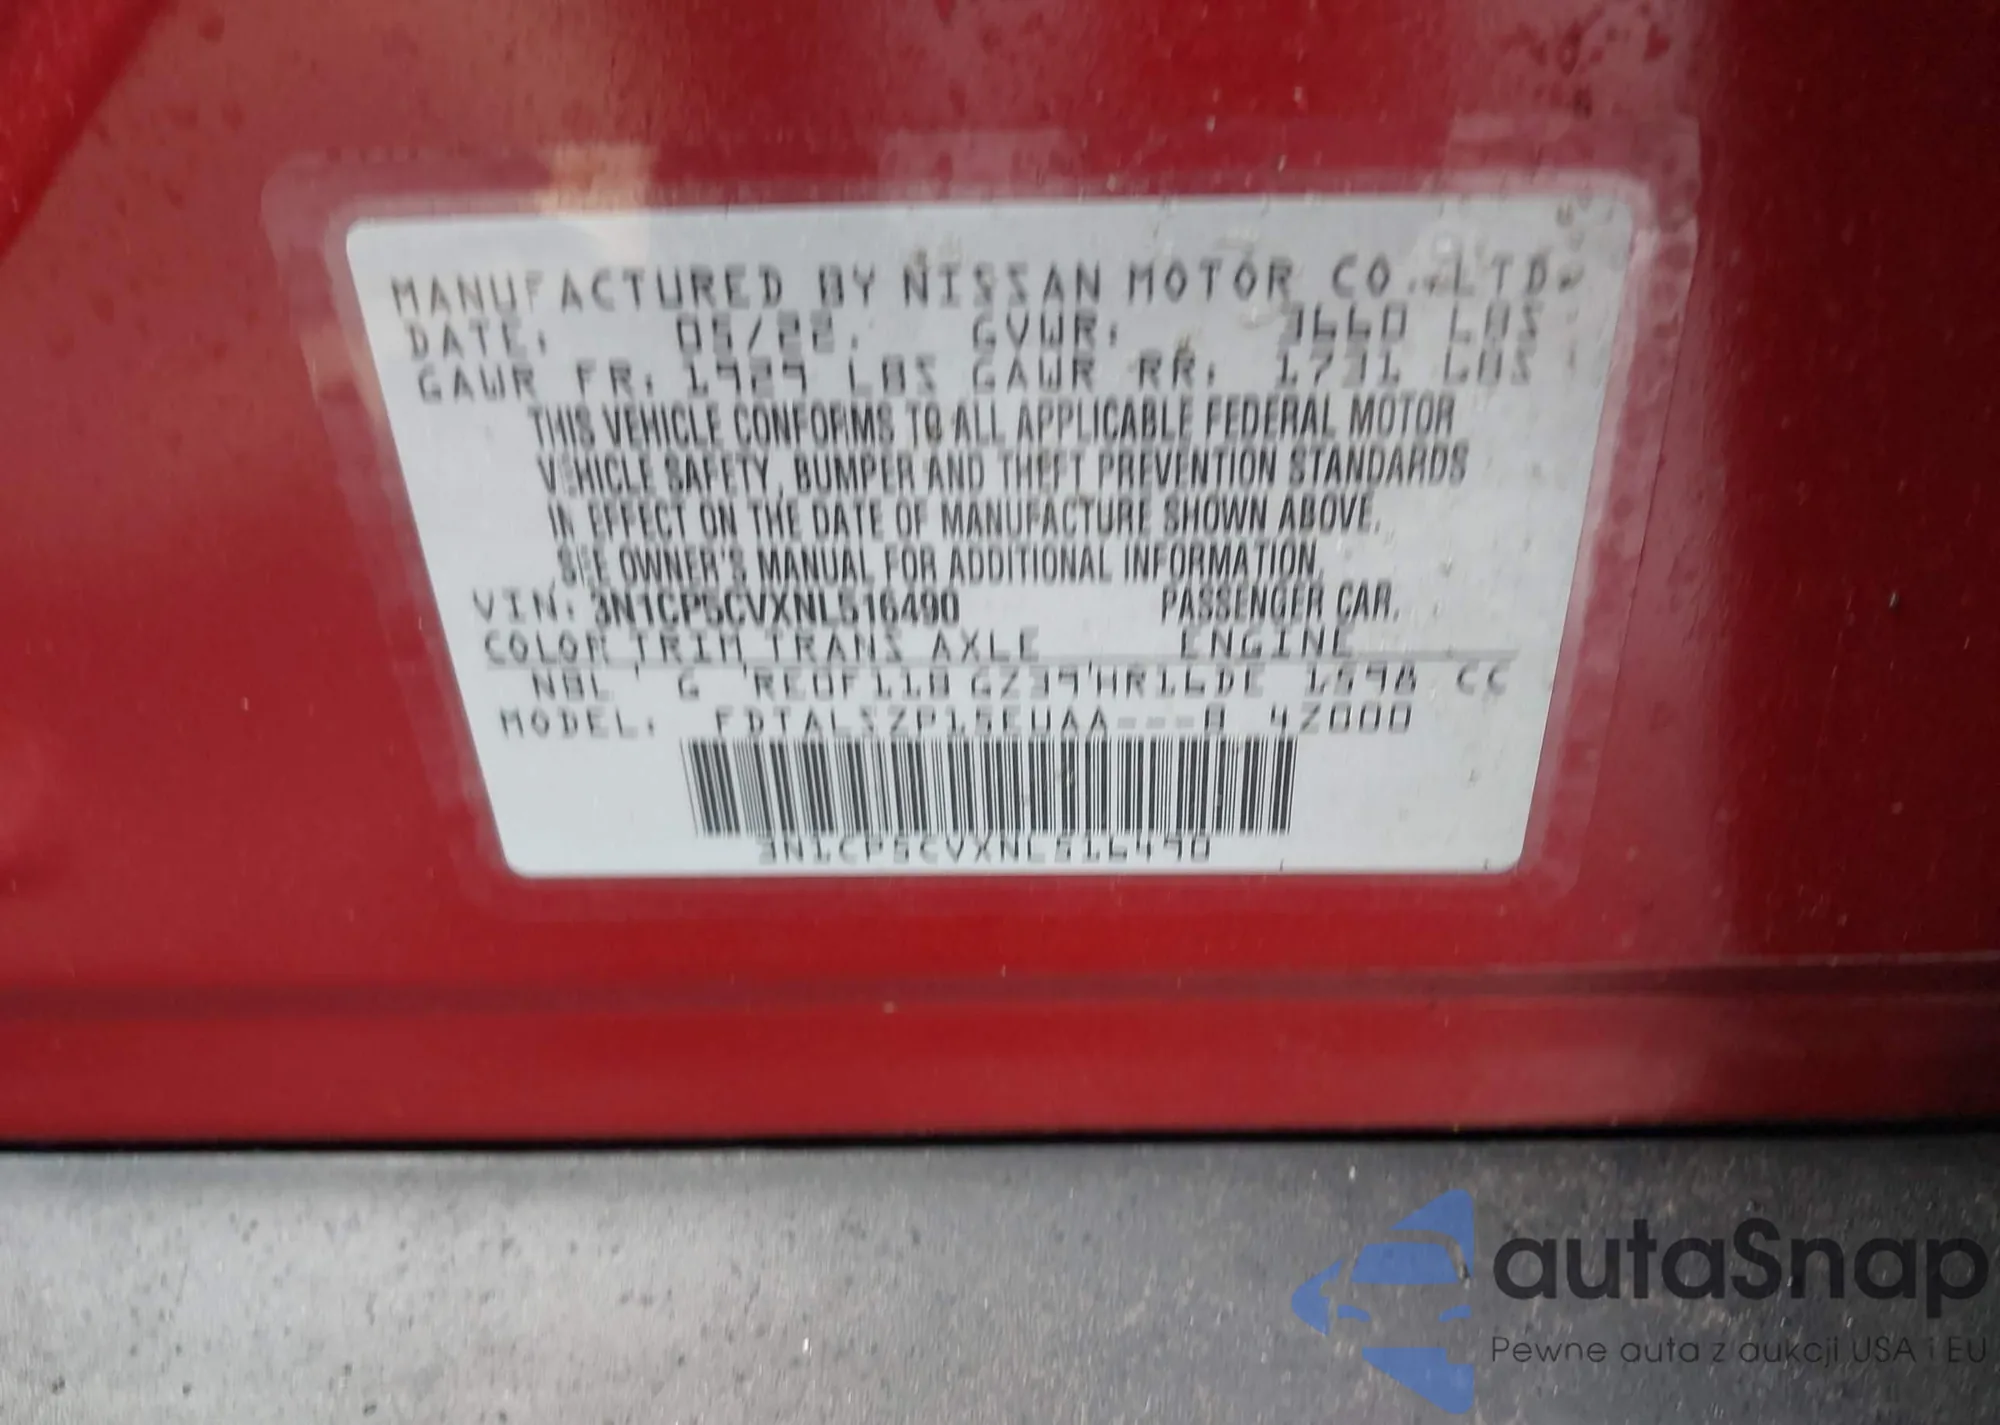 MANUFACTURED BY NISSAN MOTOR CO.,LTD.
DATE: 05/22. GVWR: 3660 LBS
GAWR FR: 1929 LBS GAWR RR: 1731 LBS
THIS VEHICLE CONFORMS TO ALL APPLICABLE FEDERAL MOTOR
VEHICLE SAFETY, BUMPER AND THEFT PREVENTION STANDARDS
IN EFFECT ON THE DATE OF MANUFACTURE SHOWN ABOVE.
SEE OWNER'S MANUAL FOR ADDITIONAL INFORMATION.
VIN: 3N1CP5CVXNL516490 PASSENGER CAR.
COLOR TRIM TRANS AXLE ENGINE
NBL G RE0F11B GZ39 HR16DE 1598 CC
MODEL: FDTALSZP15EUAA---A 4Z000
3N1CP5CVXNL516490
autaSnap
Pewne auta z aukcji USA i EU